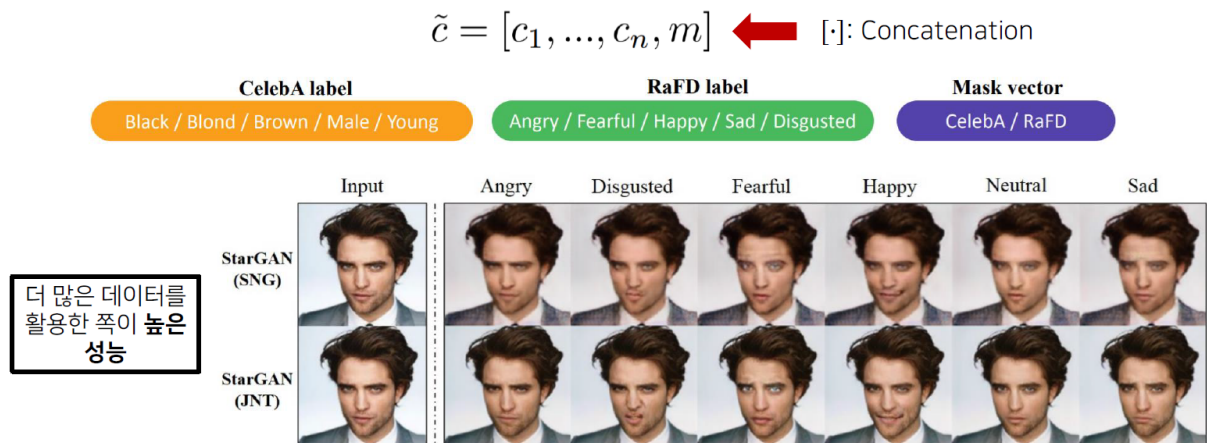 c̃ = [c₁, ..., cₙ, m]
[·]: Concatenation
CelebA label
RaFD label
Mask vector
Black / Blond / Brown / Male / Young
Angry / Fearful / Happy / Sad / Disgusted
CelebA / RaFD
Input
Angry
Disgusted
Fearful
Happy
Neutral
Sad
StarGAN
(SNG)
더 많은 데이터를
활용한 쪽이 높은
성능
StarGAN
(JNT)